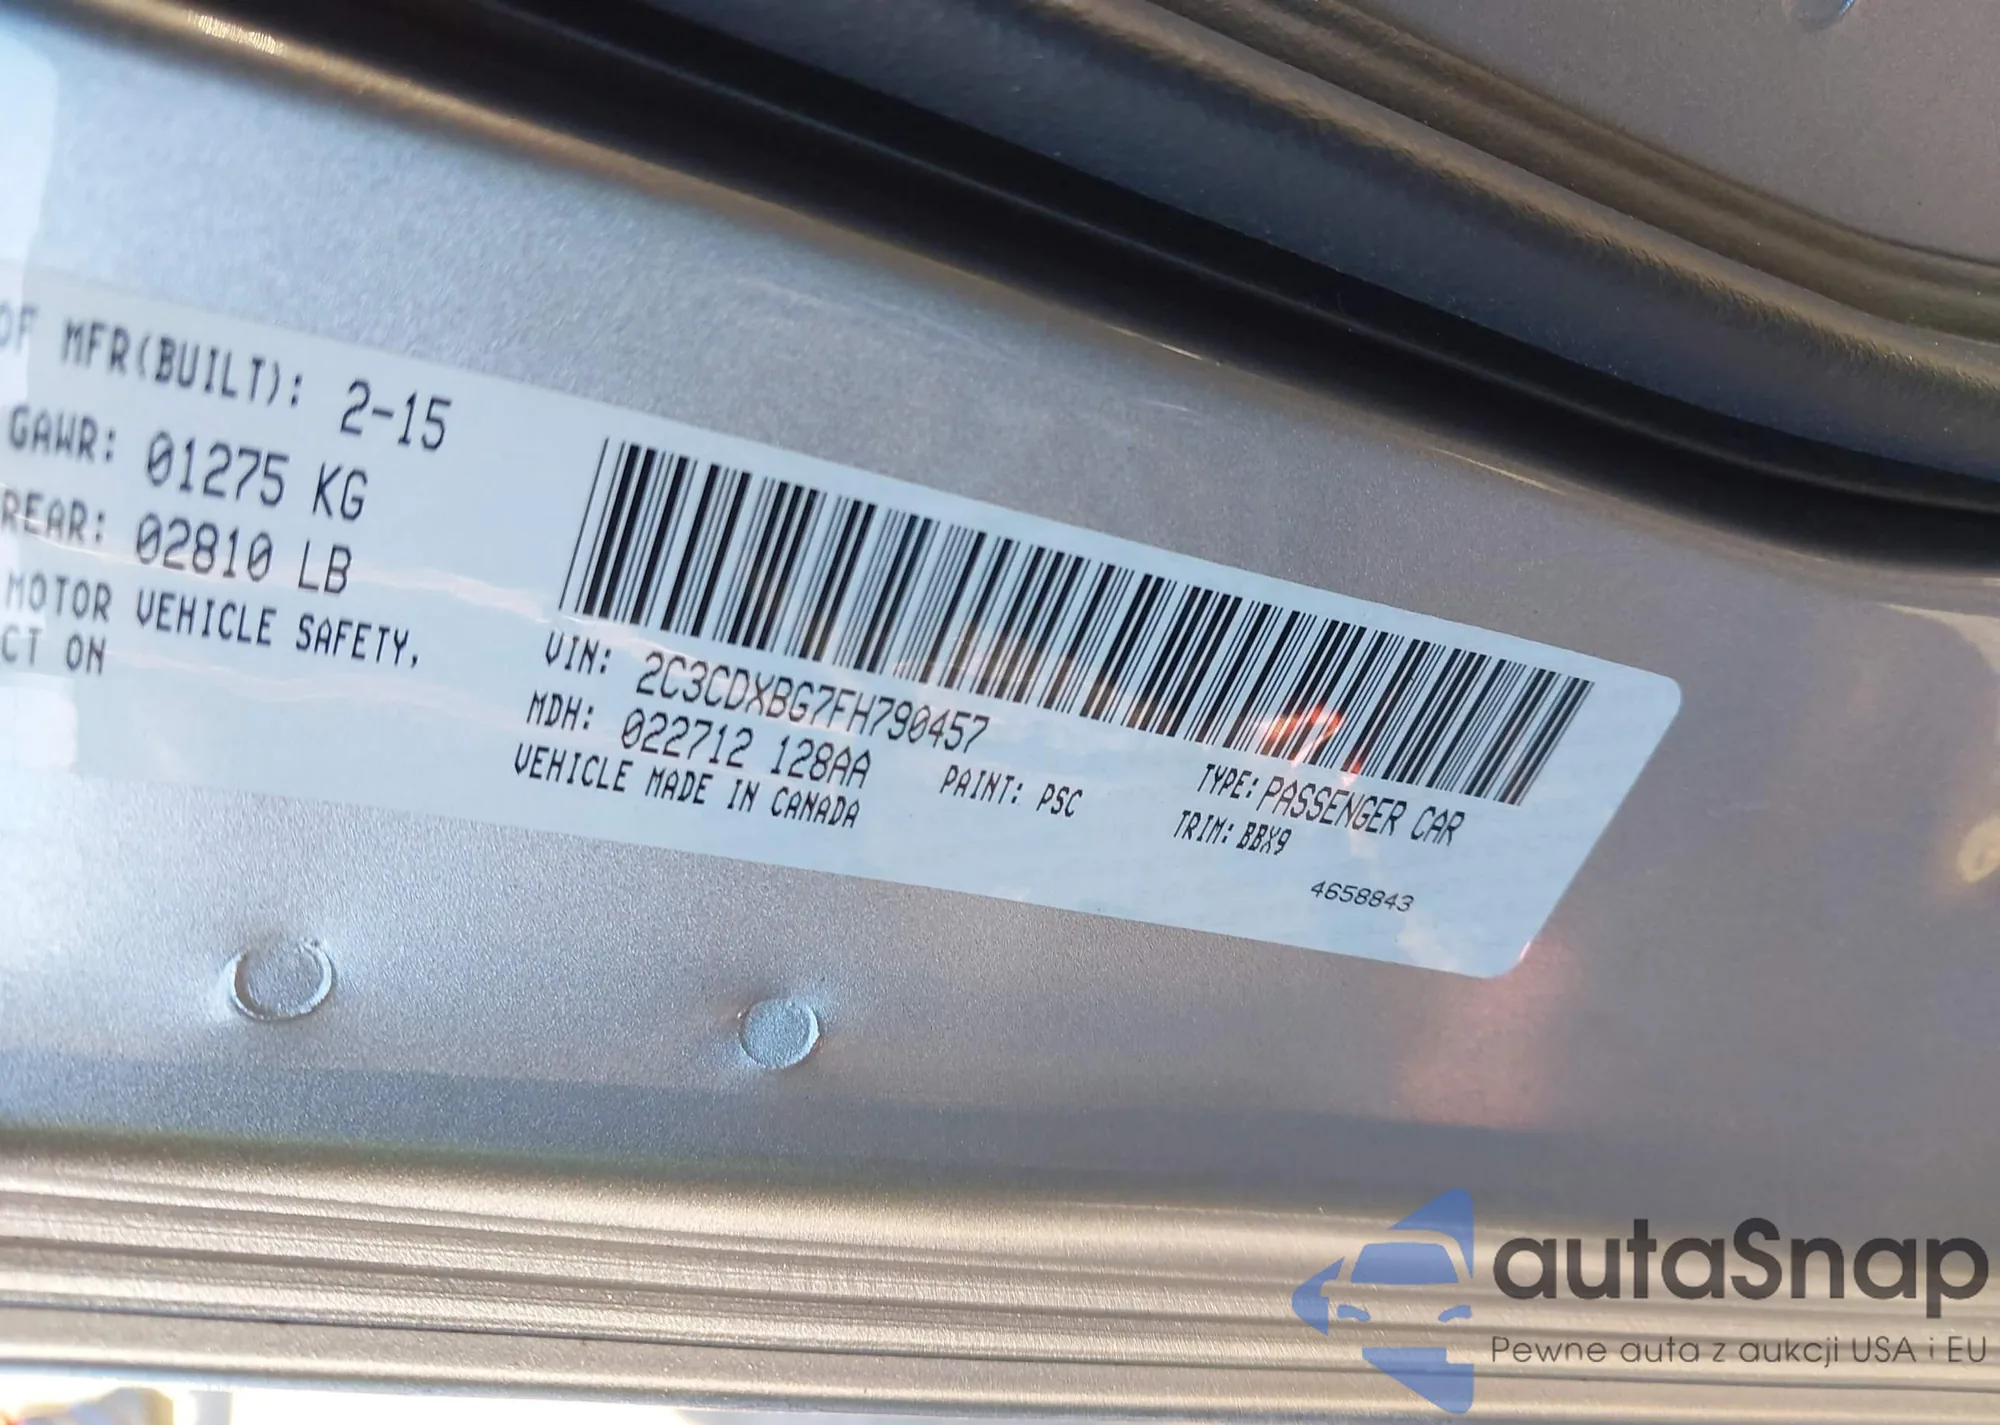 OF MFR(BUILT): 2-15
GAWR: 01275 KG
REAR: 02810 LB
MOTOR VEHICLE SAFETY,
CT ON
VIN: 2C3CDXBG7FH790457
MDH: 022712 128AA
VEHICLE MADE IN CANADA
PAINT: PSC
TYPE: PASSENGER CAR
TRIM: BBX9
4658843
autaSnap
Pewne auta z aukcji USA i EU